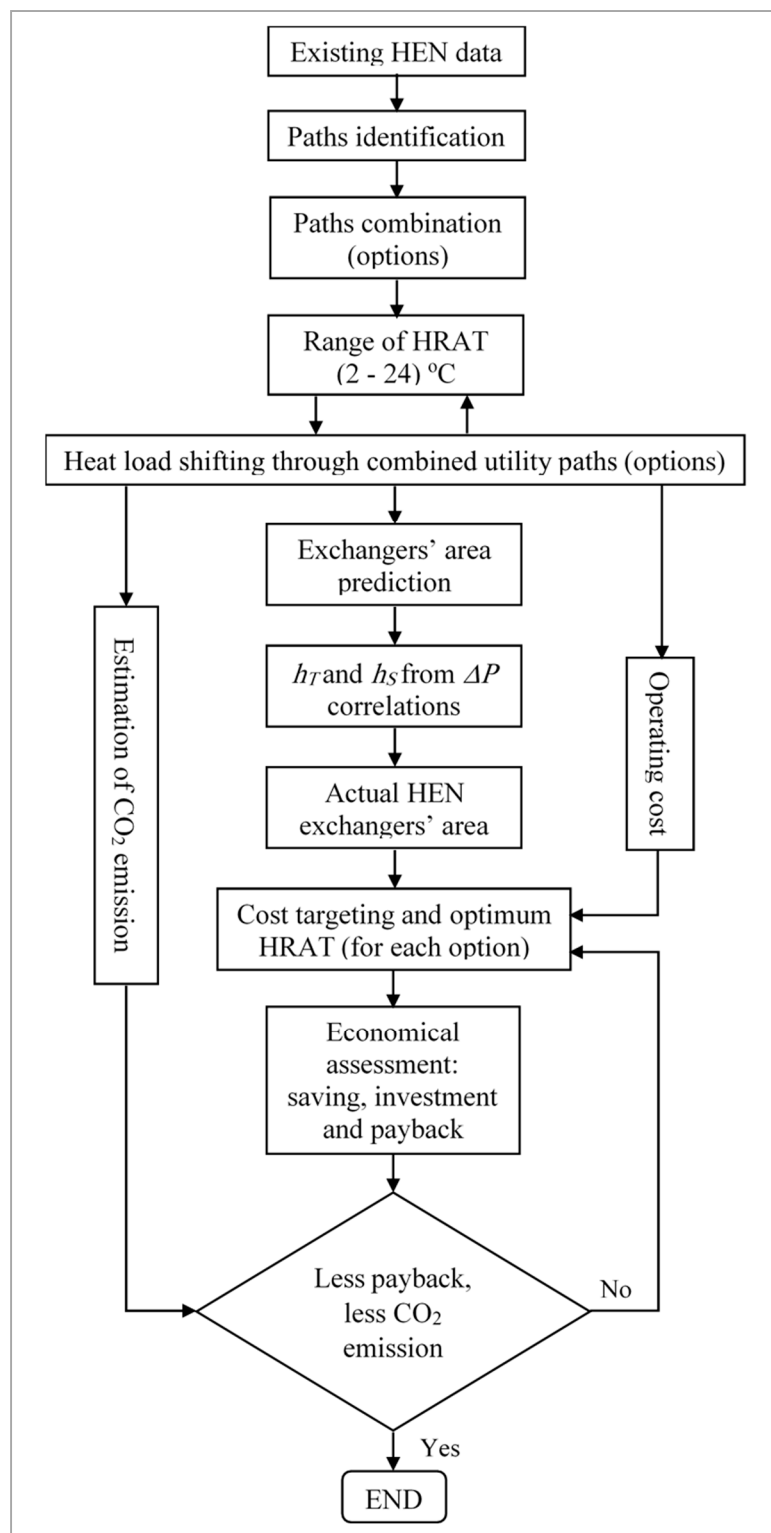 Existing HEN data
Paths identification
Paths combination
(options)
Range of HRAT
(2 - 24) ºC
Heat load shifting through combined utility paths (options)
Exchangers’ area
prediction
hT and hS from ΔP
correlations
Actual HEN
exchangers’ area
Estimation of CO₂ emission
Operating cost
Cost targeting and optimum
HRAT (for each option)
Economical
assessment:
saving, investment
and payback
Less payback,
less CO₂
emission
No
Yes
END